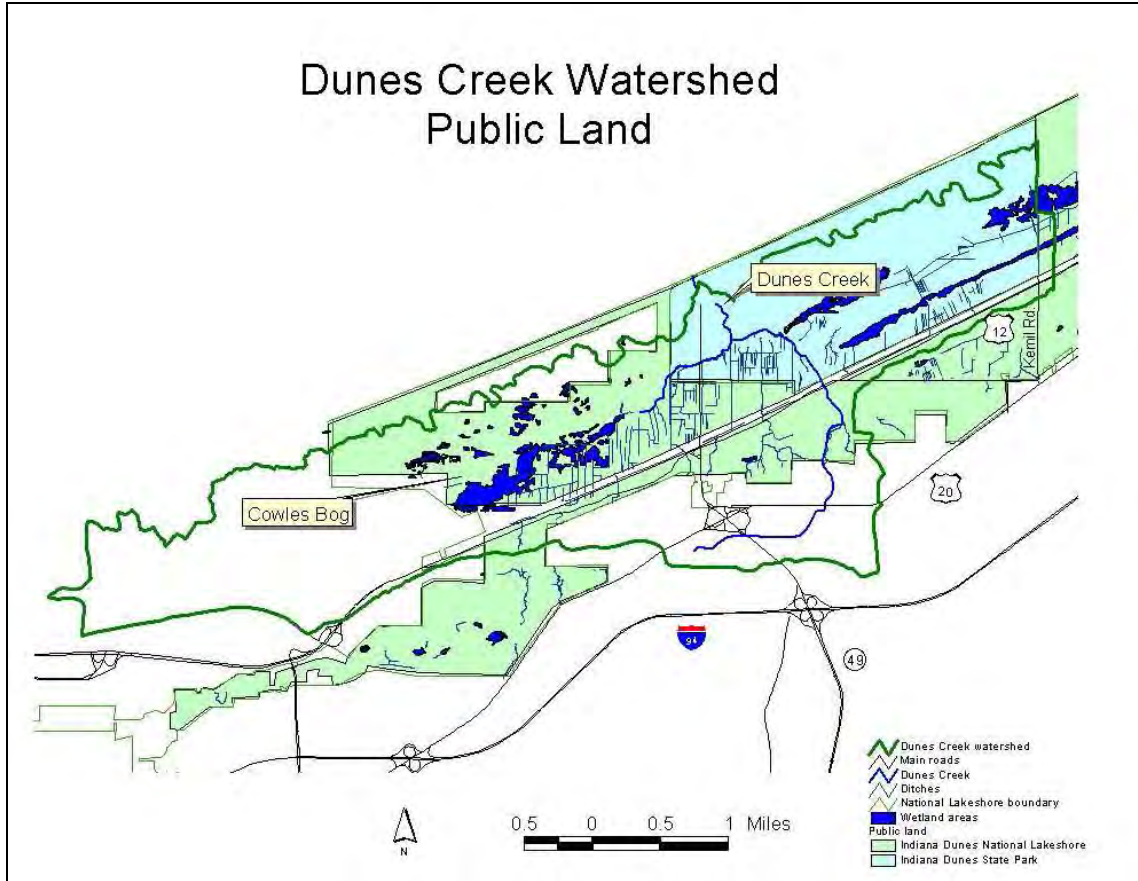 Dunes Creek Watershed
Public Land
Dunes Creek
12
Kemil Rd.
20
Cowles Bog
94
49
Dunes Creek watershed
Main roads
Dunes Creek
Ditches
National Lakeshore boundary
Wetland areas
Public land
Indiana Dunes National Lakeshore
Indiana Dunes State Park
N
0.5 0 0.5 1 Miles